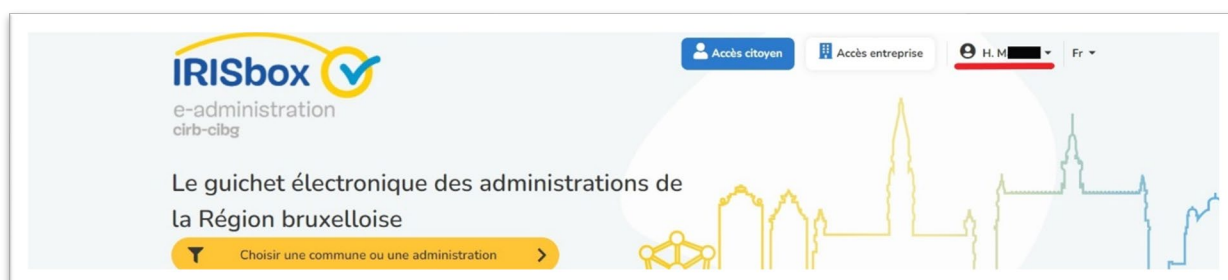 IRISbox
e-administration
cirb-cibg
Accès citoyen
Accès entreprise
H. M
Fr
Le guichet électronique des administrations de
la Région bruxelloise
Choisir une commune ou une administration